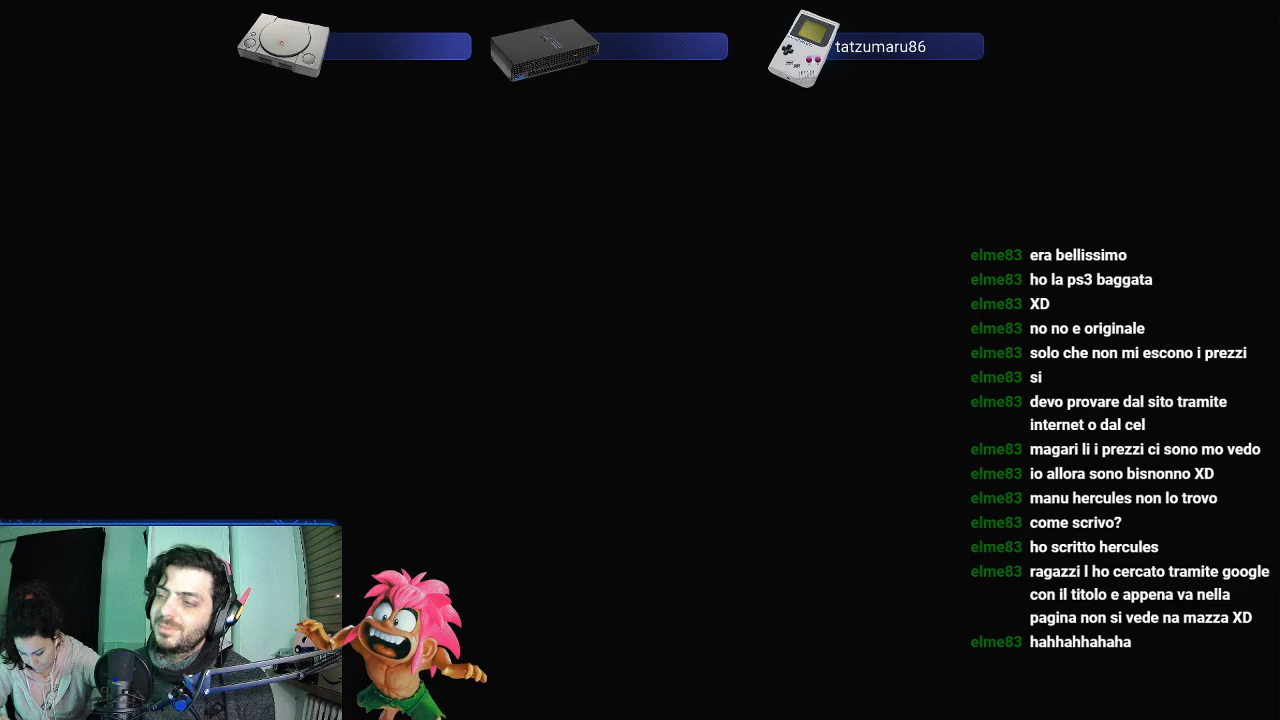 tatzumaru86
elme83 era bellissimo
elme83 ho la ps3 baggata
elme83 XD
elme83 no no e originale
elme83 solo che non mi escono i prezzi
elme83 si
elme83 devo provare dal sito tramite
internet o dal cel
elme83 magari li i prezzi ci sono mo vedo
elme83 io allora sono bisnonno XD
elme83 manu hercules non lo trovo
elme83 come scrivo?
elme83 ho scritto hercules
elme83 ragazzi l ho cercato tramite google
con il titolo e appena va nella
pagina non si vede na mazza XD
elme83 hahhahhahaha